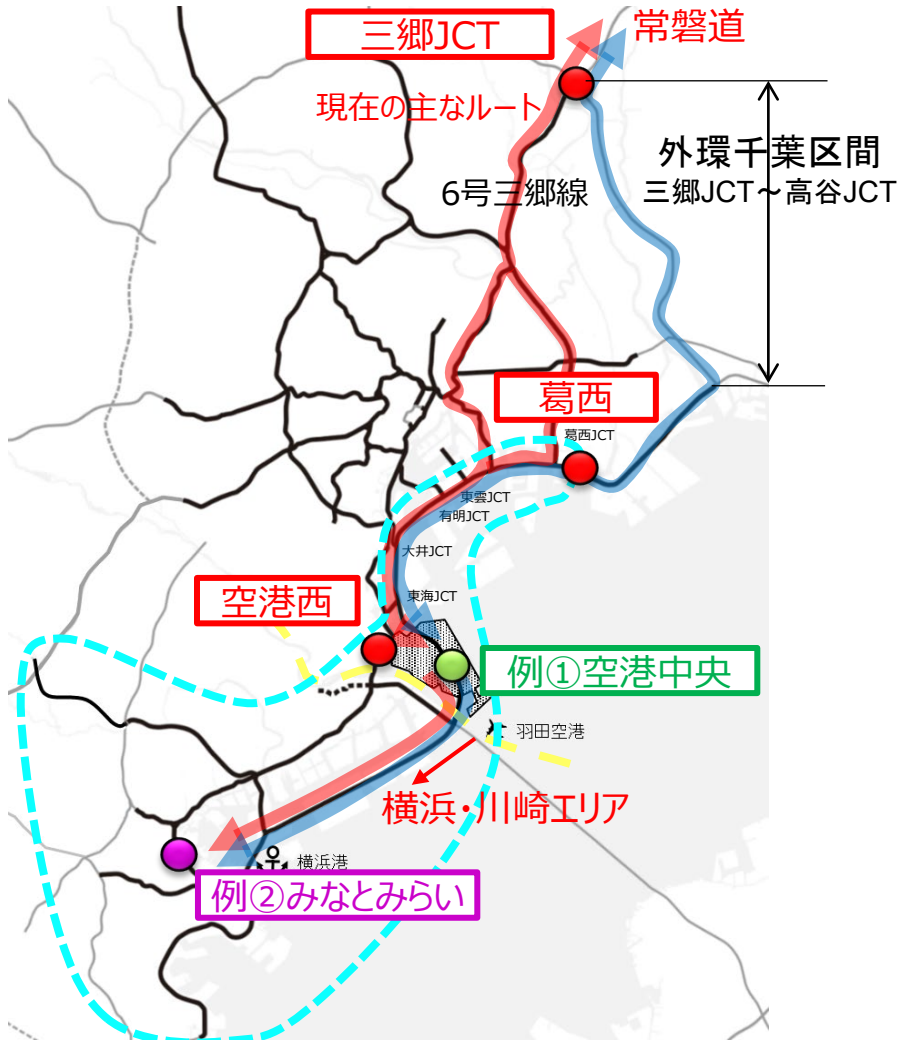 三郷JCT
常磐道
現在の主なルート
外環千葉区間
三郷JCT～高谷JCT
6号三郷線
葛西
葛西JCT
東雲JCT
有明JCT
大井JCT
空港西
東海JCT
例①空港中央
羽田空港
横浜・川崎エリア
横浜港
例②みなとみらい